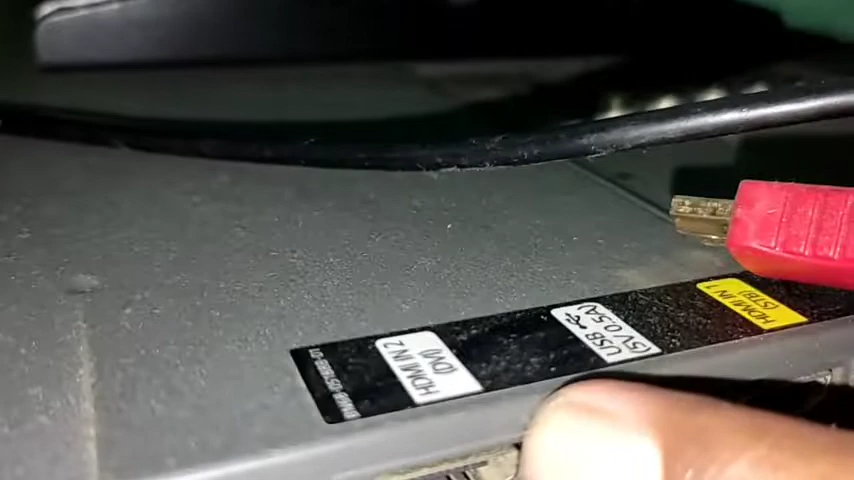 HDMI IN 2
(DVI)
USB
(5V 0.5A)
HDMI IN 1
(STB)